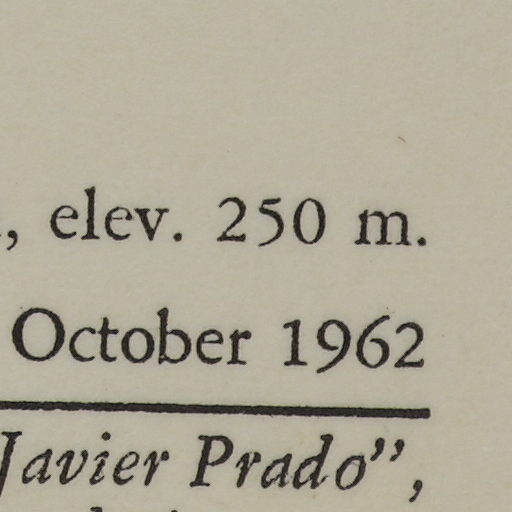 , elev. 250 m.
October 1962
Javier Prado”,